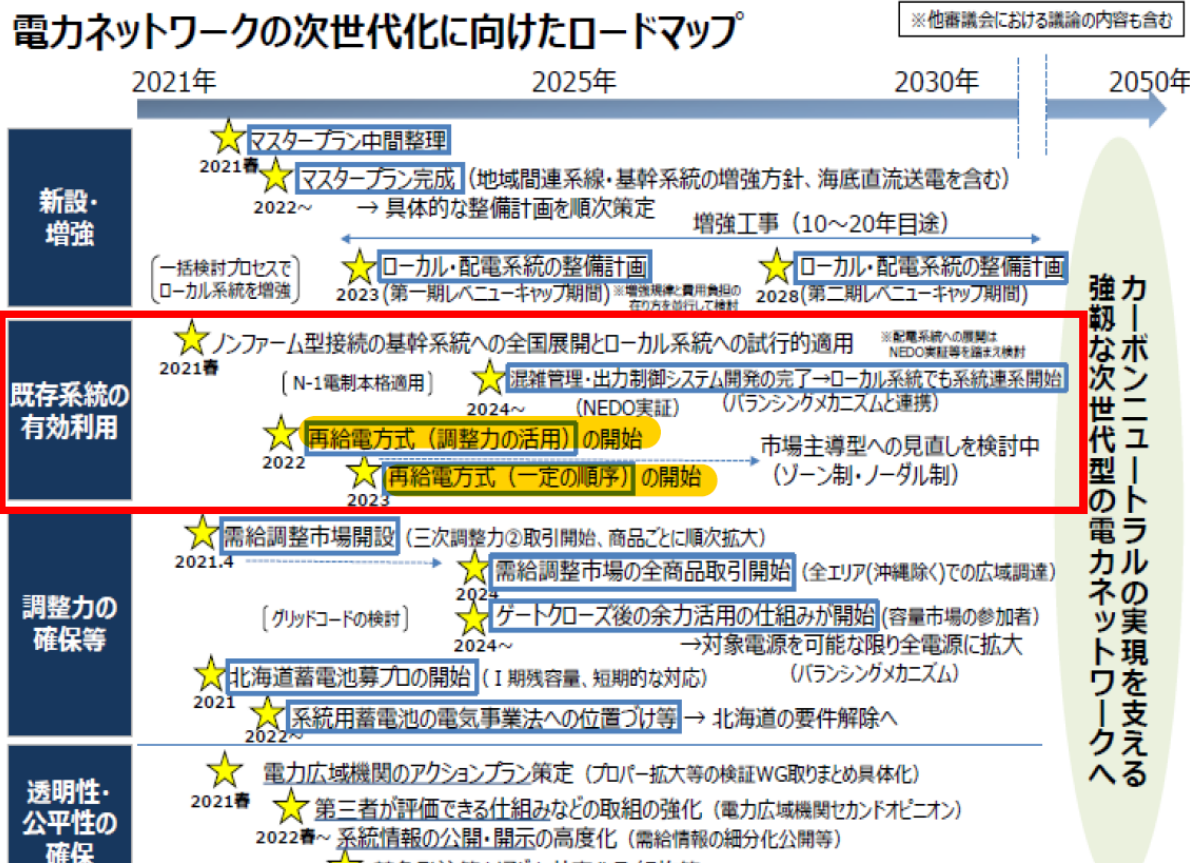 電力ネットワークの次世代化に向けたロードマップ
※他審議会における議論の内容も含む
2021年
2025年
2030年
2050年
新設・
増強
マスタープラン中間整理
2021春
マスタープラン完成（地域間連系線・基幹系統の増強方針、海底直流送電を含む）
2022～
→ 具体的な整備計画を順次策定
増強工事（10～20年目途）
一括検討プロセスで
ローカル系統を増強
ローカル・配電系統の整備計画
2023
(第一期レベニューキャップ期間)
※増強規律と費用負担の
在り方を並行して検討
ローカル・配電系統の整備計画
2028
(第二期レベニューキャップ期間)
既存系統の
有効利用
ノンファーム型接続の基幹系統への全国展開とローカル系統への試行的適用
2021春
※配電系統への展開は
NEDO実証等を踏まえ検討
［N-1電制本格適用］
混雑管理・出力制御システム開発の完了→ローカル系統でも系統連系開始
2024～
（NEDO実証）
（バランシングメカニズムと連携）
再給電方式（調整力の活用）の開始
2022
再給電方式（一定の順序）の開始
2023
市場主導型への見直しを検討中
（ゾーン制・ノーダル制）
調整力の
確保等
需給調整市場開設（三次調整力②取引開始、商品ごとに順次拡大）
2021.4
需給調整市場の全商品取引開始（全エリア(沖縄除く)での広域調達）
2024
［グリッドコードの検討］
ゲートクローズ後の余力活用の仕組みが開始(容量市場の参加者)
2024～
→対象電源を可能な限り全電源に拡大
（バランシングメカニズム）
北海道蓄電池募プロの開始（Ⅰ期残容量、短期的な対応）
2021
系統用蓄電池の電気事業法への位置づけ等→ 北海道の要件解除へ
2022～
透明性・
公平性の
確保
電力広域機関のアクションプラン策定（プロパー拡大等の検証WG取りまとめ具体化）
2021春
第三者が評価できる仕組みなどの取組の強化（電力広域機関セカンドオピニオン）
2022春～
系統情報の公開・開示の高度化（需給情報の細分化公開等）
カーボンニュートラルの実現を支える
強靱な次世代型の電力ネットワークへ